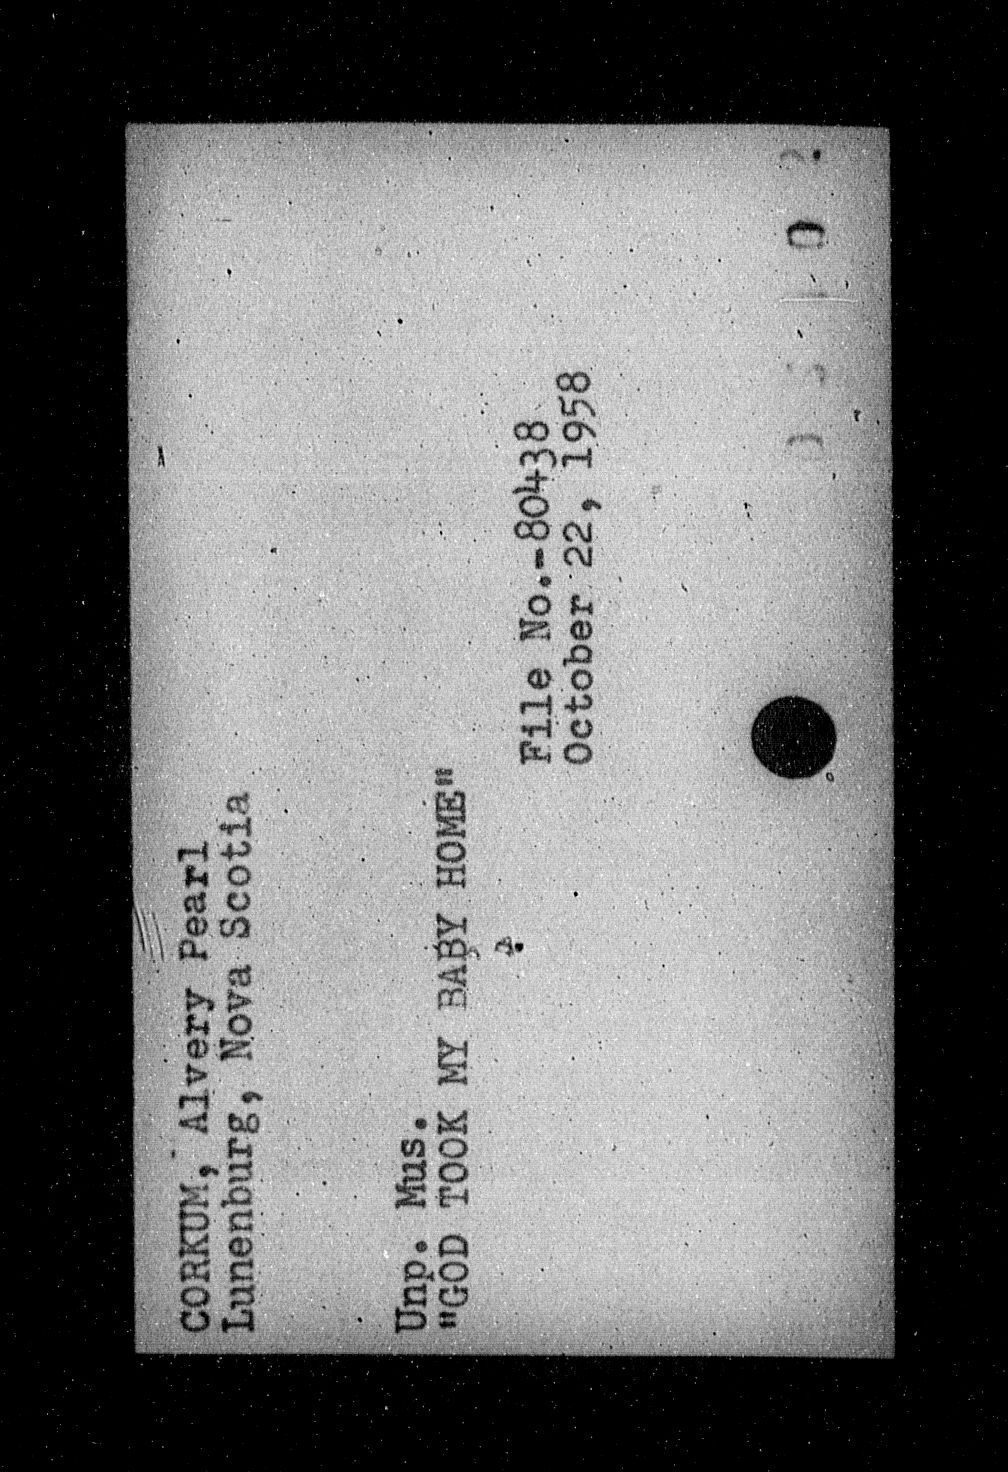 CORKUM, Alvery Pearl
Lunenburg, Nova Scotia
Unp. Mus.
"GOD TOOK MY BABY HOME"
File No.-80438
October 22, 1958